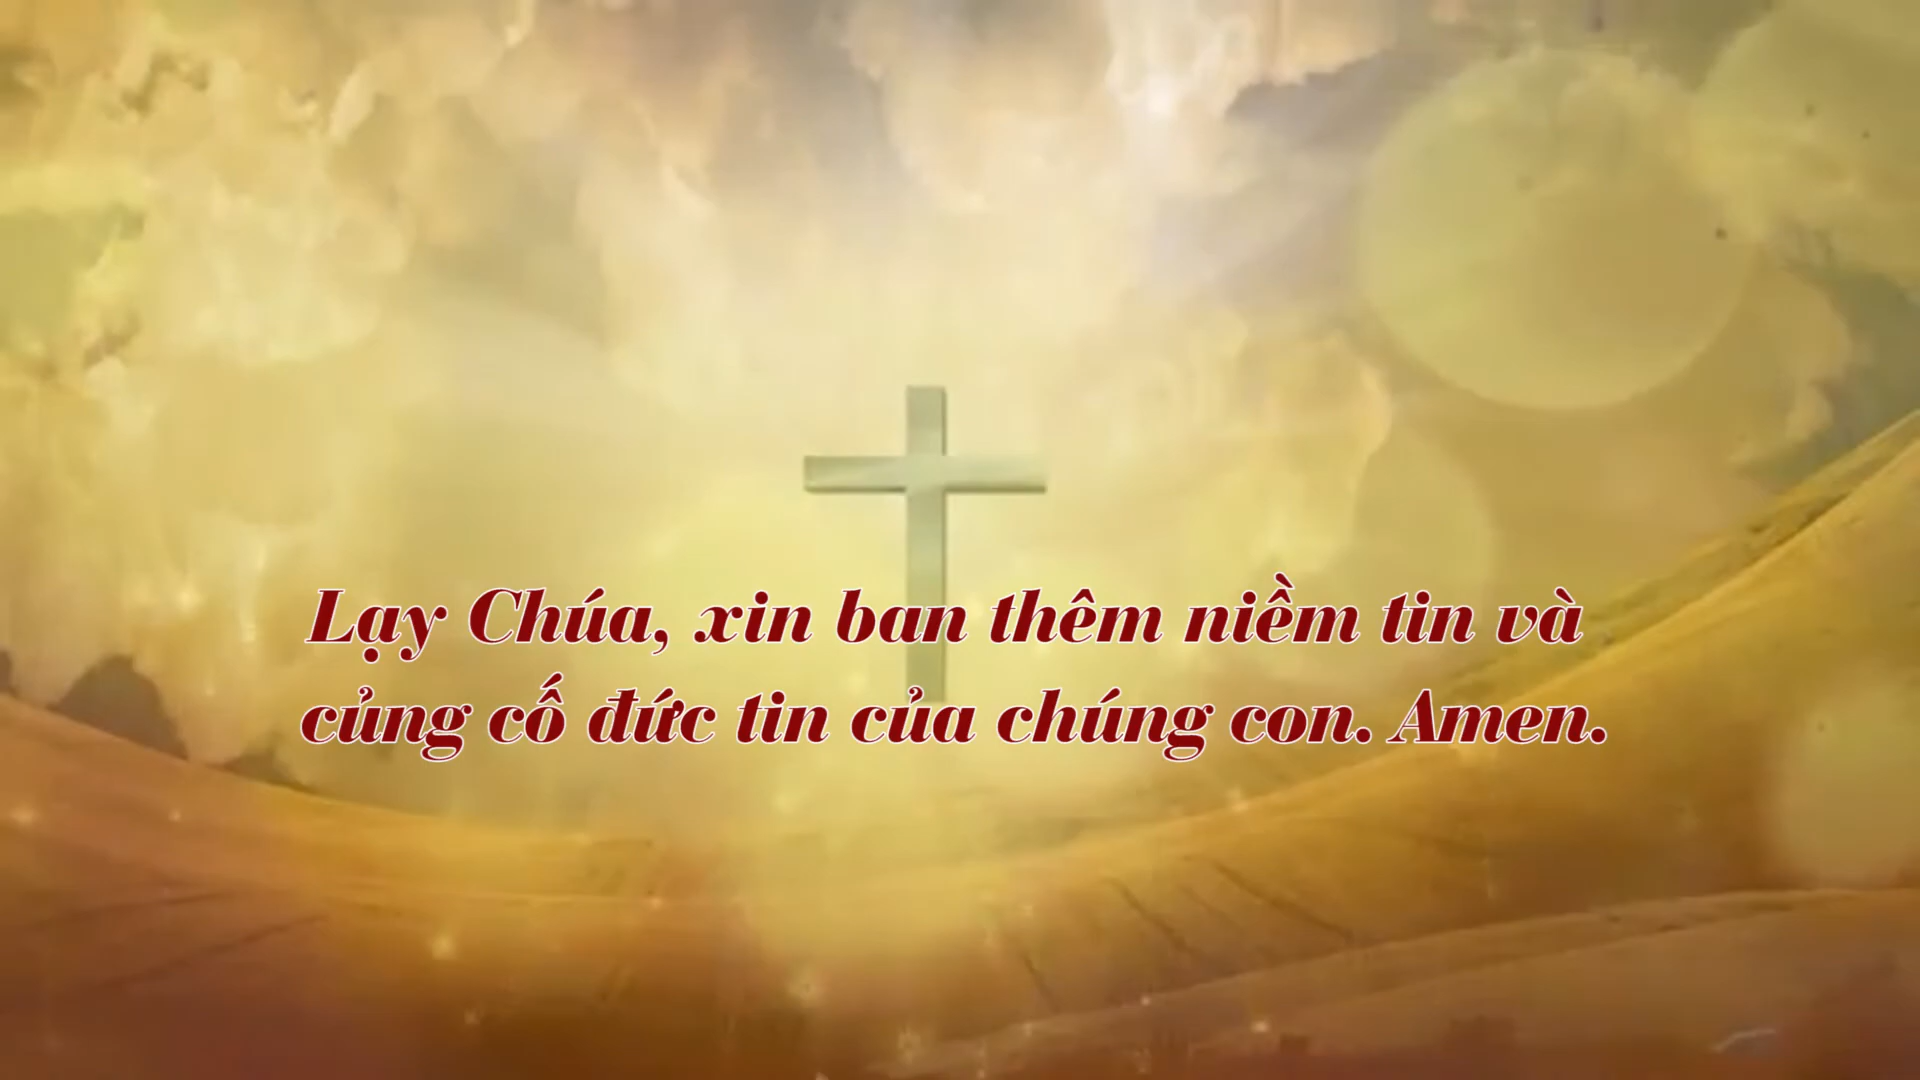 Lạy Chúa, xin ban thêm niềm tin và
củng cố đức tin của chúng con. Amen.